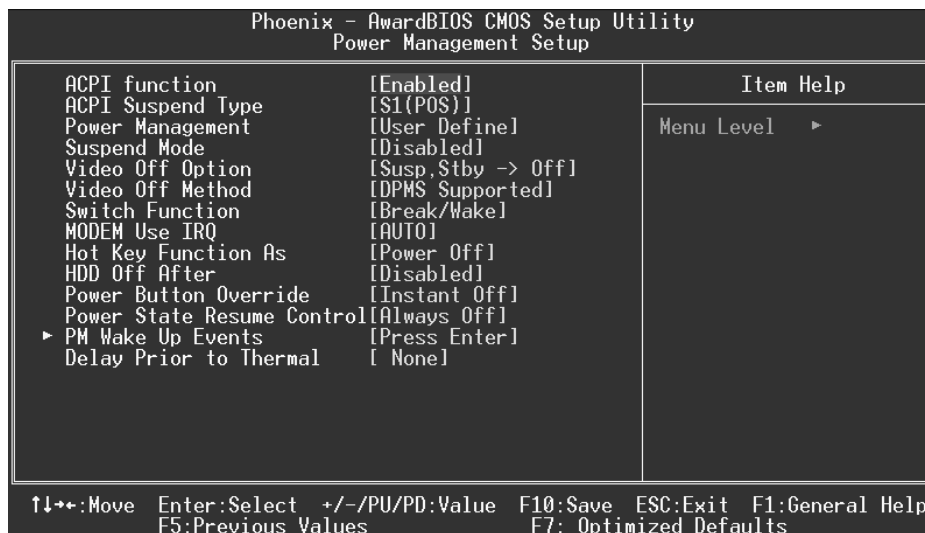 Phoenix - AwardBIOS CMOS Setup Utility
Power Management Setup
ACPI function [Enabled]
ACPI Suspend Type [S1(POS)]
Power Management [User Define]
Suspend Mode [Disabled]
Video Off Option [Susp,Stby -> Off]
Video Off Method [DPMS Supported]
Switch Function [Break/Wake]
MODEM Use IRQ [AUTO]
Hot Key Function As [Power Off]
HDD Off After [Disabled]
Power Button Override [Instant Off]
Power State Resume Control[Always Off]
► PM Wake Up Events [Press Enter]
Delay Prior to Thermal [ None]
Item Help
Menu Level ►
↑↓→←:Move Enter:Select +/-/PU/PD:Value F10:Save ESC:Exit F1:General Help
F5:Previous Values F7: Optimized Defaults